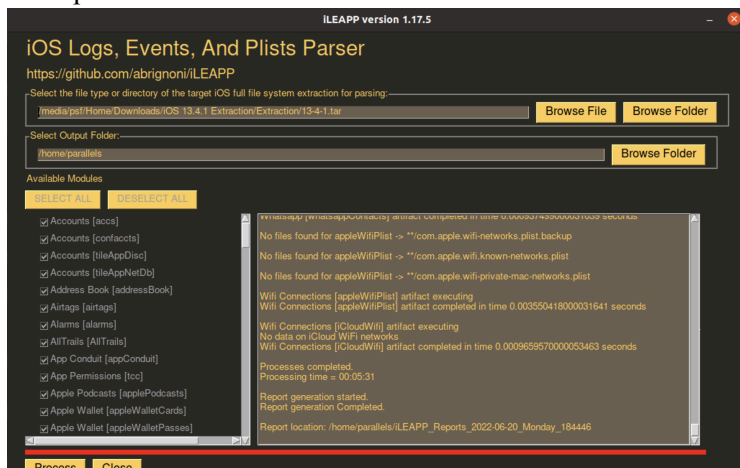 iLEAPP version 1.17.5
iOS Logs, Events, And Plists Parser
https://github.com/abrignoni/iLEAPP
Select the file type or directory of the target iOS full file system extraction for parsing:
/media/psf/Home/Downloads/iOS 13.4.1 Extraction/Extraction/13-4-1.tar
Browse File
Browse Folder
Select Output Folder:
/home/parallels
Browse Folder
Available Modules
SELECT ALL
DESELECT ALL
Accounts [accs]
Accounts [confaccts]
Accounts [tileAppDisc]
Accounts [tileAppNetDb]
Address Book [addressBook]
Airtags [airtags]
Alarms [alarms]
AllTrails [AllTrails]
App Conduit [appConduit]
App Permissions [tcc]
Apple Podcasts [applePodcasts]
Apple Wallet [appleWalletCards]
Apple Wallet [appleWalletPasses]
Whatsapp [whatsappContacts] artifact completed in time 0.000937499000031039 seconds
No files found for appleWifiPlist -> **/com.apple.wifi-networks.plist.backup
No files found for appleWifiPlist -> **/com.apple.wifi.known-networks.plist
No files found for appleWifiPlist -> **/com.apple.wifi-private-mac-networks.plist
Wifi Connections [appleWifiPlist] artifact executing
Wifi Connections [appleWifiPlist] artifact completed in time 0.003550418000031641 seconds
Wifi Connections [iCloudWifi] artifact executing
No data on iCloud WiFi networks
Wifi Connections [iCloudWifi] artifact completed in time 0.0009659570000053463 seconds
Processes completed.
Processing time = 00:05:31
Report generation started.
Report generation Completed.
Report location: /home/parallels/iLEAPP_Reports_2022-06-20_Monday_184446
Process
Close